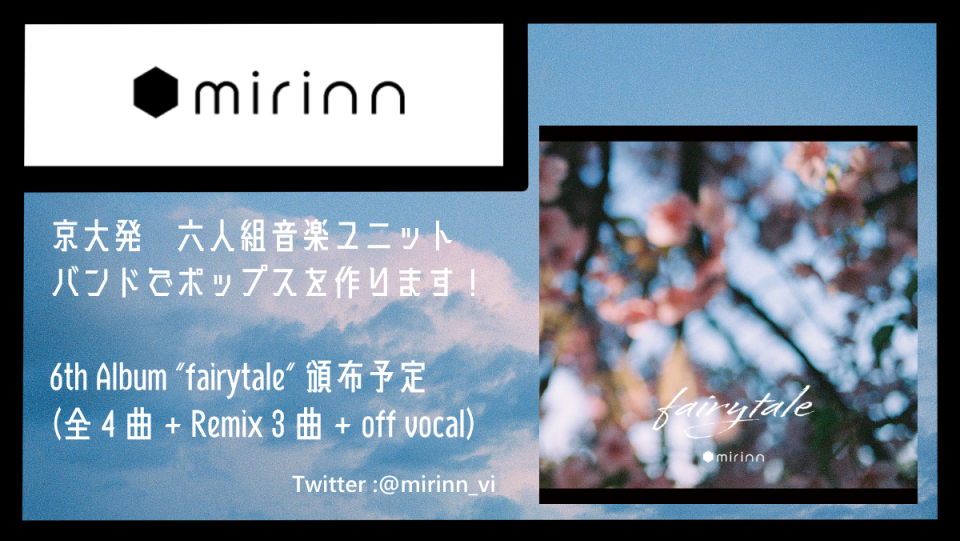 mirinn
京大発 六人組音楽ユニット
バンドでポップスを作ります！
6th Album "fairytale" 頒布予定
(全 4 曲 + Remix 3 曲 + off vocal)
Twitter :@mirinn_vi
fairytale
mirinn